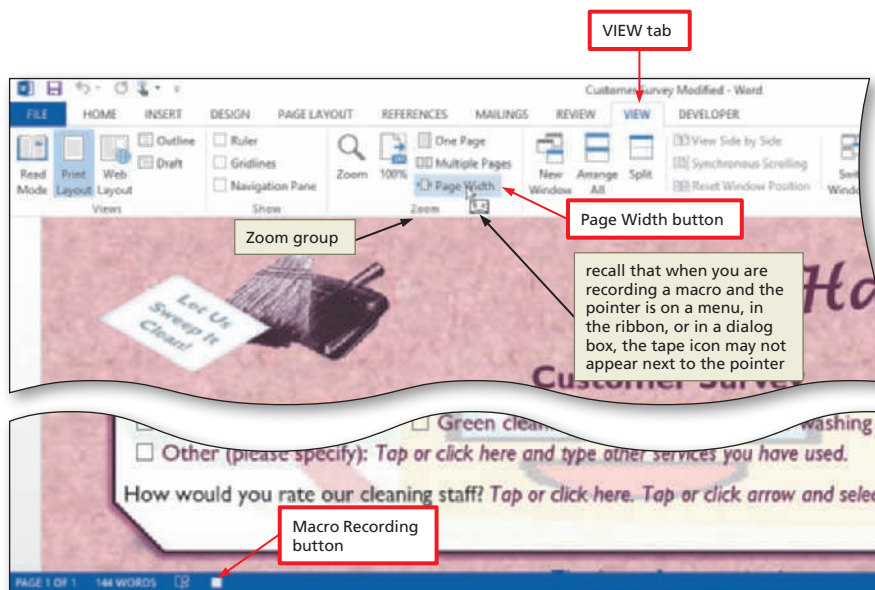 VIEW tab
Customer Survey Modified - Word
FILE HOME INSERT DESIGN PAGE LAYOUT REFERENCES MAILINGS REVIEW VIEW DEVELOPER
Read Mode
Print Layout
Web Layout
Outline
Draft
Views
Ruler
Gridlines
Navigation Pane
Show
Zoom
100%
One Page
Multiple Pages
Page Width
Zoom
New Window
Arrange All
Split
View Side by Side
Synchronous Scrolling
Reset Window Position
Page Width button
Zoom group
recall that when you are
recording a macro and the
pointer is on a menu, in
the ribbon, or in a dialog
box, the tape icon may not
appear next to the pointer
Let Us
Sweep It
Clean!
Customer Survey
Green clean
washing
Other (please specify): Tap or click here and type other services you have used.
How would you rate our cleaning staff? Tap or click here. Tap or click arrow and selec
Macro Recording
button
PAGE 1 OF 1 144 WORDS